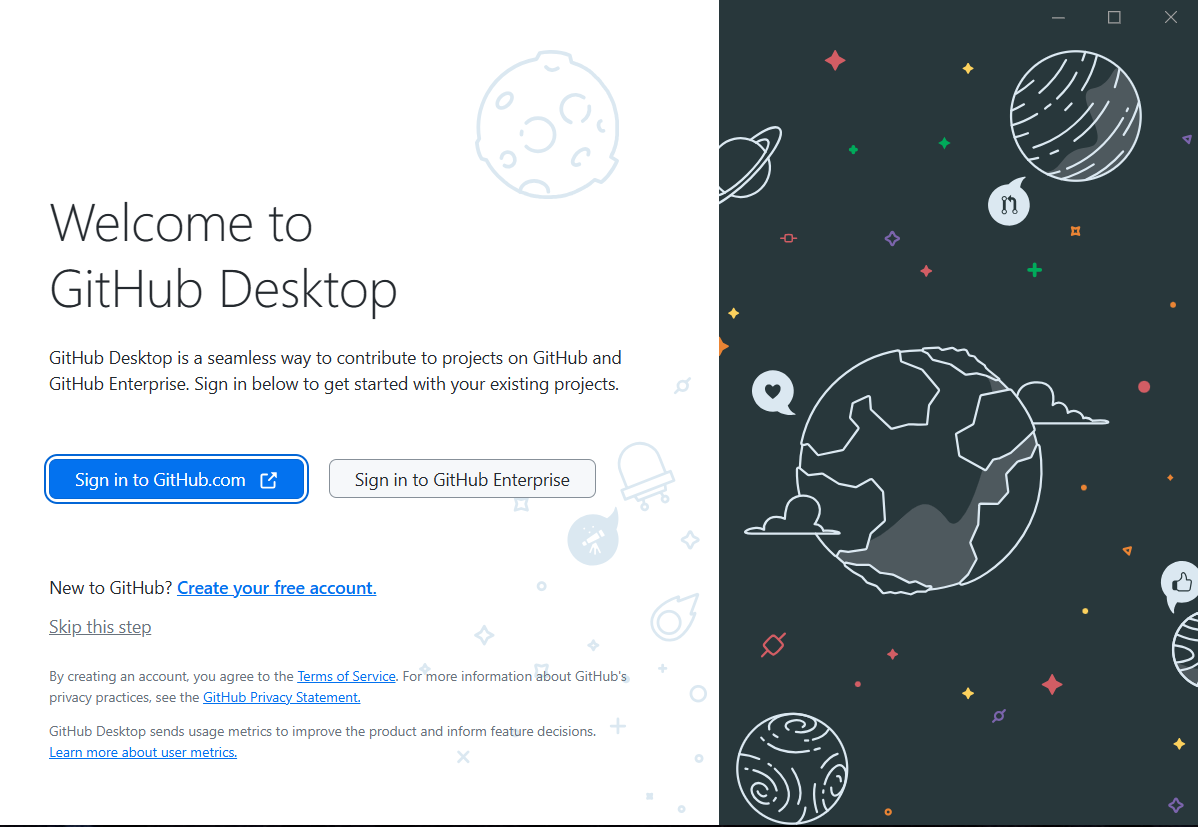 Welcome to
GitHub Desktop
GitHub Desktop is a seamless way to contribute to projects on GitHub and
GitHub Enterprise. Sign in below to get started with your existing projects.
Sign in to GitHub.com
Sign in to GitHub Enterprise
New to GitHub? Create your free account.
Skip this step
By creating an account, you agree to the Terms of Service. For more information about GitHub's
privacy practices, see the GitHub Privacy Statement.
GitHub Desktop sends usage metrics to improve the product and inform feature decisions.
Learn more about user metrics.